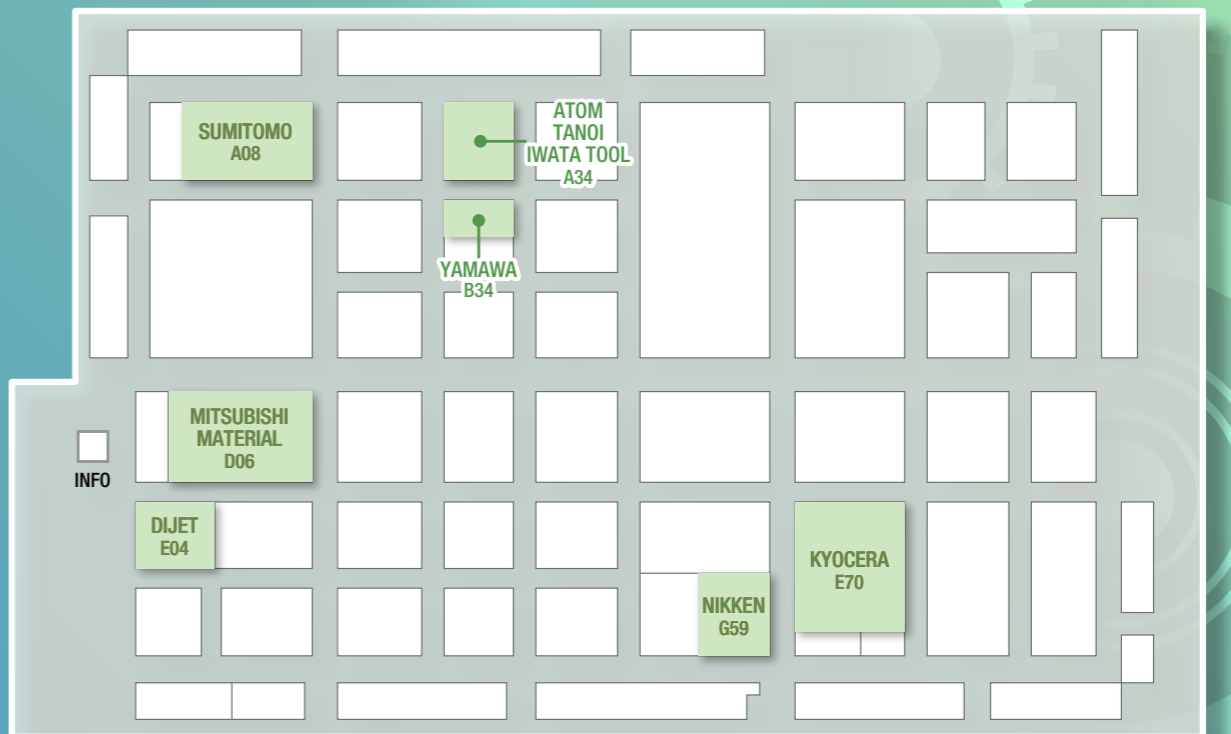 SUMITOMO
A08
ATOM
TANOI
IWATA TOOL
A34
YAMAWA
B34
MITSUBISHI
MATERIAL
D06
INFO
DIJET
E04
KYOCERA
E70
NIKKEN
G59